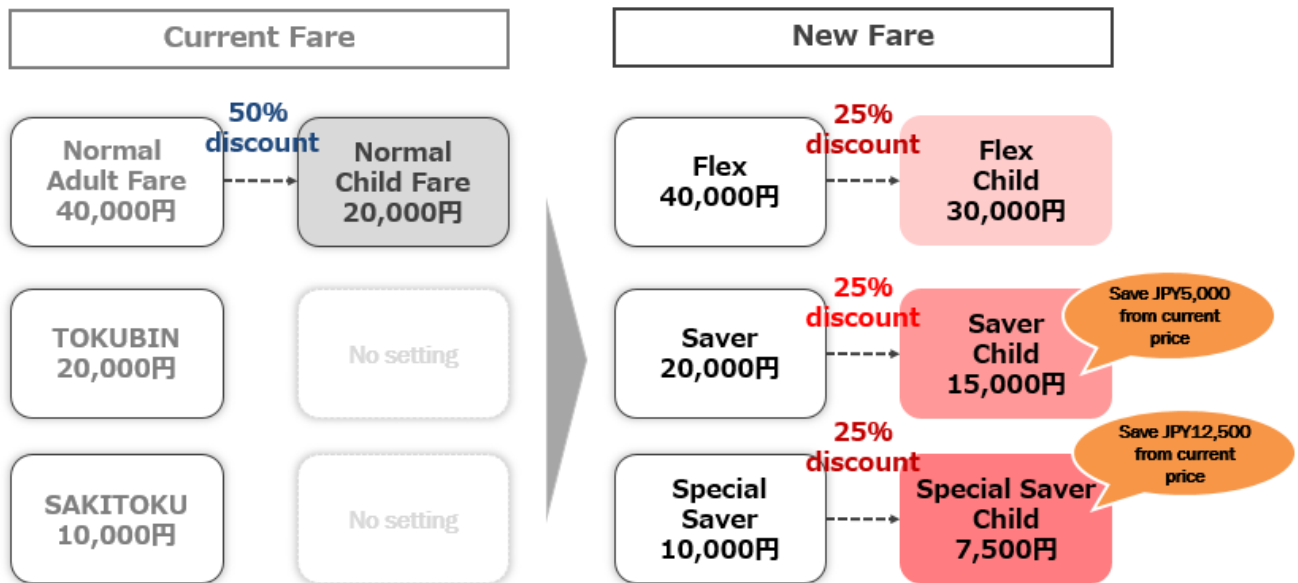 Current Fare
New Fare
50%
discount
Normal
Adult Fare
40,000円
Normal
Child Fare
20,000円
25%
discount
Flex
40,000円
Flex
Child
30,000円
TOKUBIN
20,000円
No setting
25%
discount
Saver
20,000円
Saver
Child
15,000円
Save JPY5,000
from current
price
SAKITOKU
10,000円
No setting
25%
discount
Special
Saver
10,000円
Special Saver
Child
7,500円
Save JPY12,500
from current
price